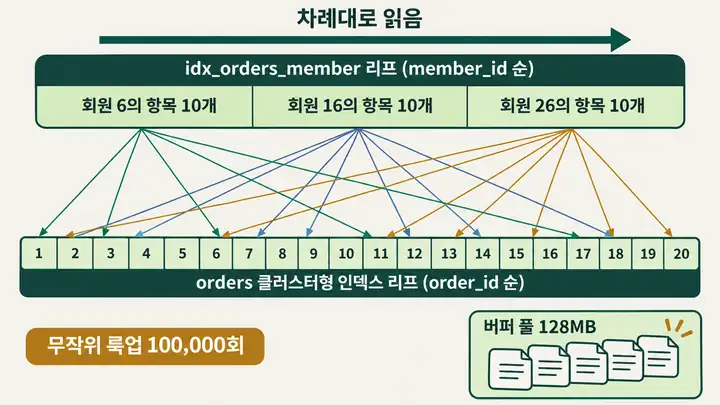 차례대로 읽음
idx_orders_member 리프 (member_id 순)
회원 6의 항목 10개 회원 16의 항목 10개 회원 26의 항목 10개
1 2 3 4 5 6 7 8 9 10 11 12 13 14 15 16 17 18 19 20
orders 클러스터형 인덱스 리프 (order_id 순)
무작위 룩업 100,000회
버퍼 풀 128MB